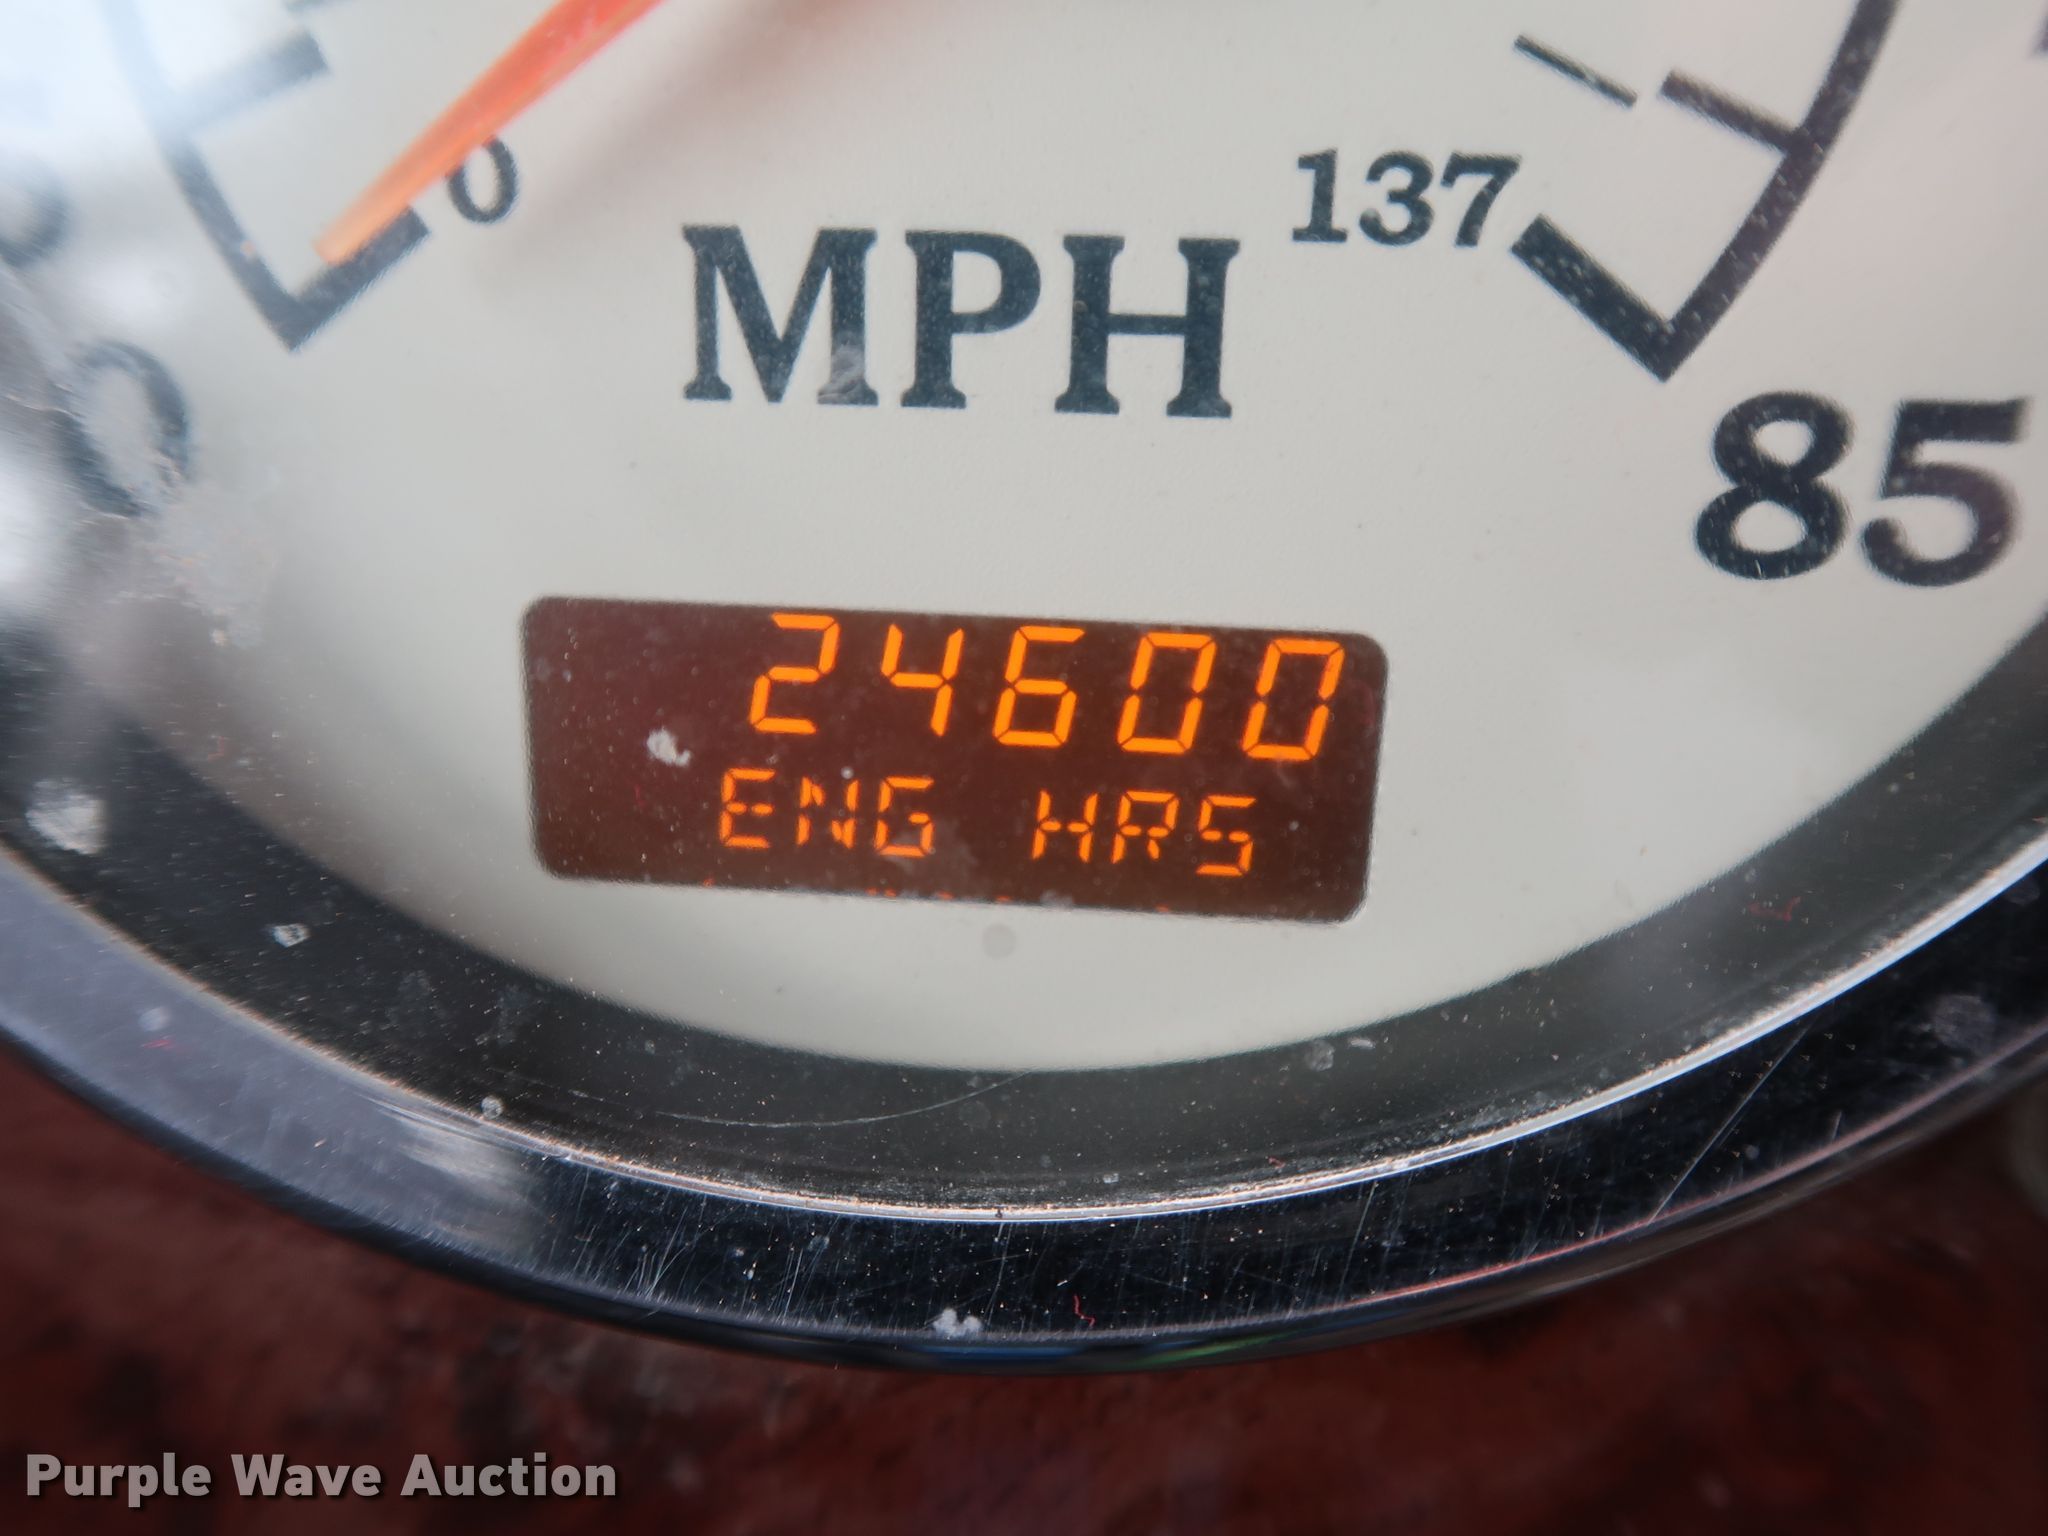 0
137
MPH
85
24600
ENG HRS
Purple Wave Auction